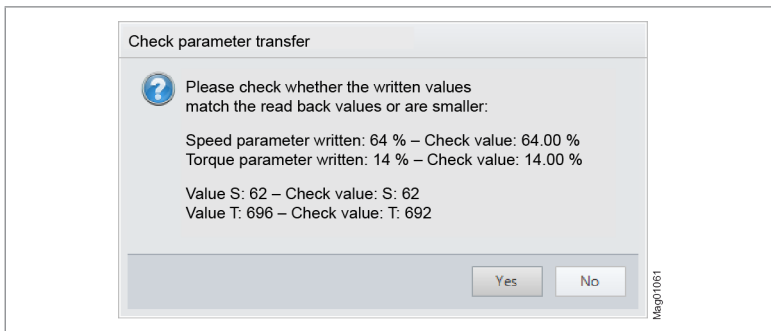 Check parameter transfer
Please check whether the written values
match the read back values or are smaller:
Speed parameter written: 64 % – Check value: 64.00 %
Torque parameter written: 14 % – Check value: 14.00 %
Value S: 62 – Check value: S: 62
Value T: 696 – Check value: T: 692
Yes
No
Mag01061